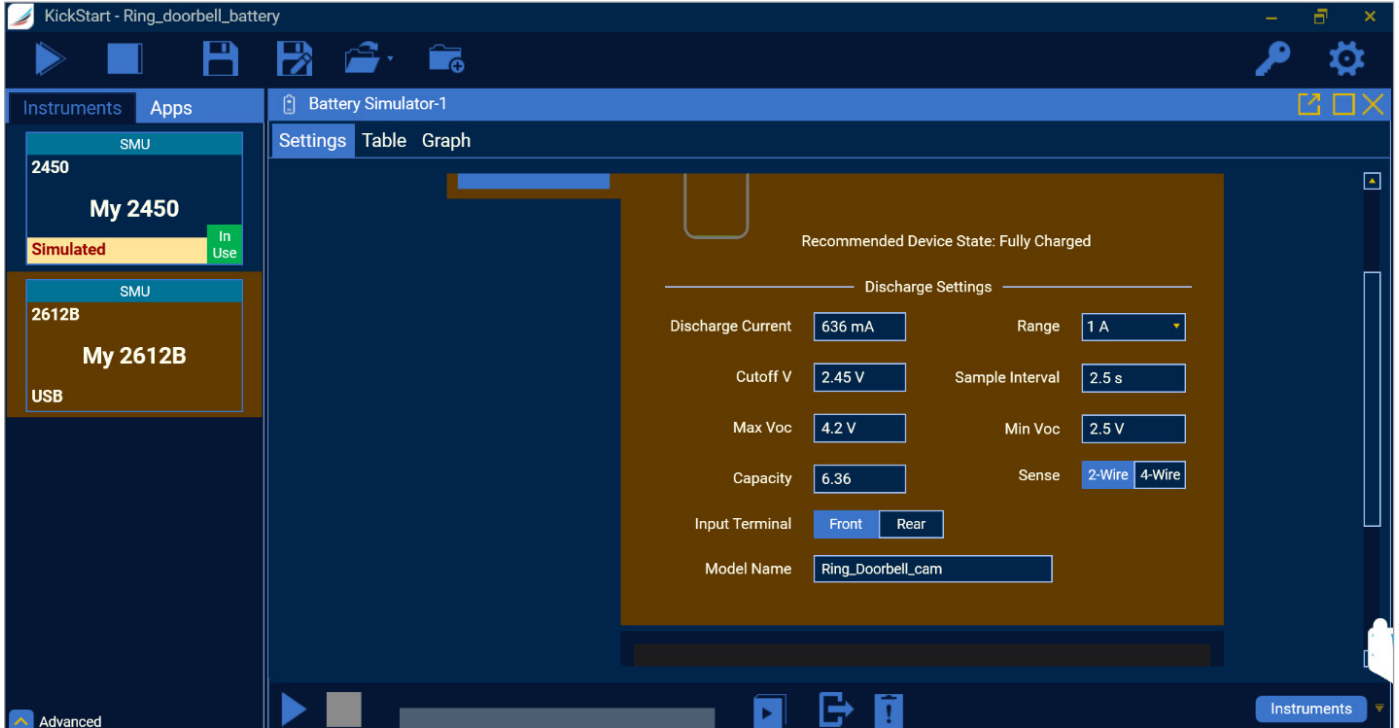 KickStart - Ring_doorbell_battery
Instruments Apps
Battery Simulator-1
Settings Table Graph
SMU
2450
My 2450
Simulated
In
Use
SMU
2612B
My 2612B
USB
Recommended Device State: Fully Charged
Discharge Settings
Discharge Current 636 mA Range 1 A
Cutoff V 2.45 V Sample Interval 2.5 s
Max Voc 4.2 V Min Voc 2.5 V
Capacity 6.36 Sense 2-Wire 4-Wire
Input Terminal Front Rear
Model Name Ring_Doorbell_cam
Advanced
Instruments